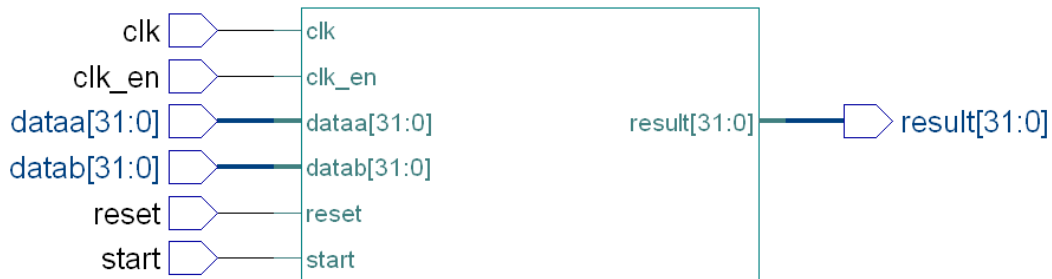 clk clk
clk_en clk_en
dataa[31:0] dataa[31:0] result[31:0] result[31:0]
datab[31:0] datab[31:0]
reset reset
start start